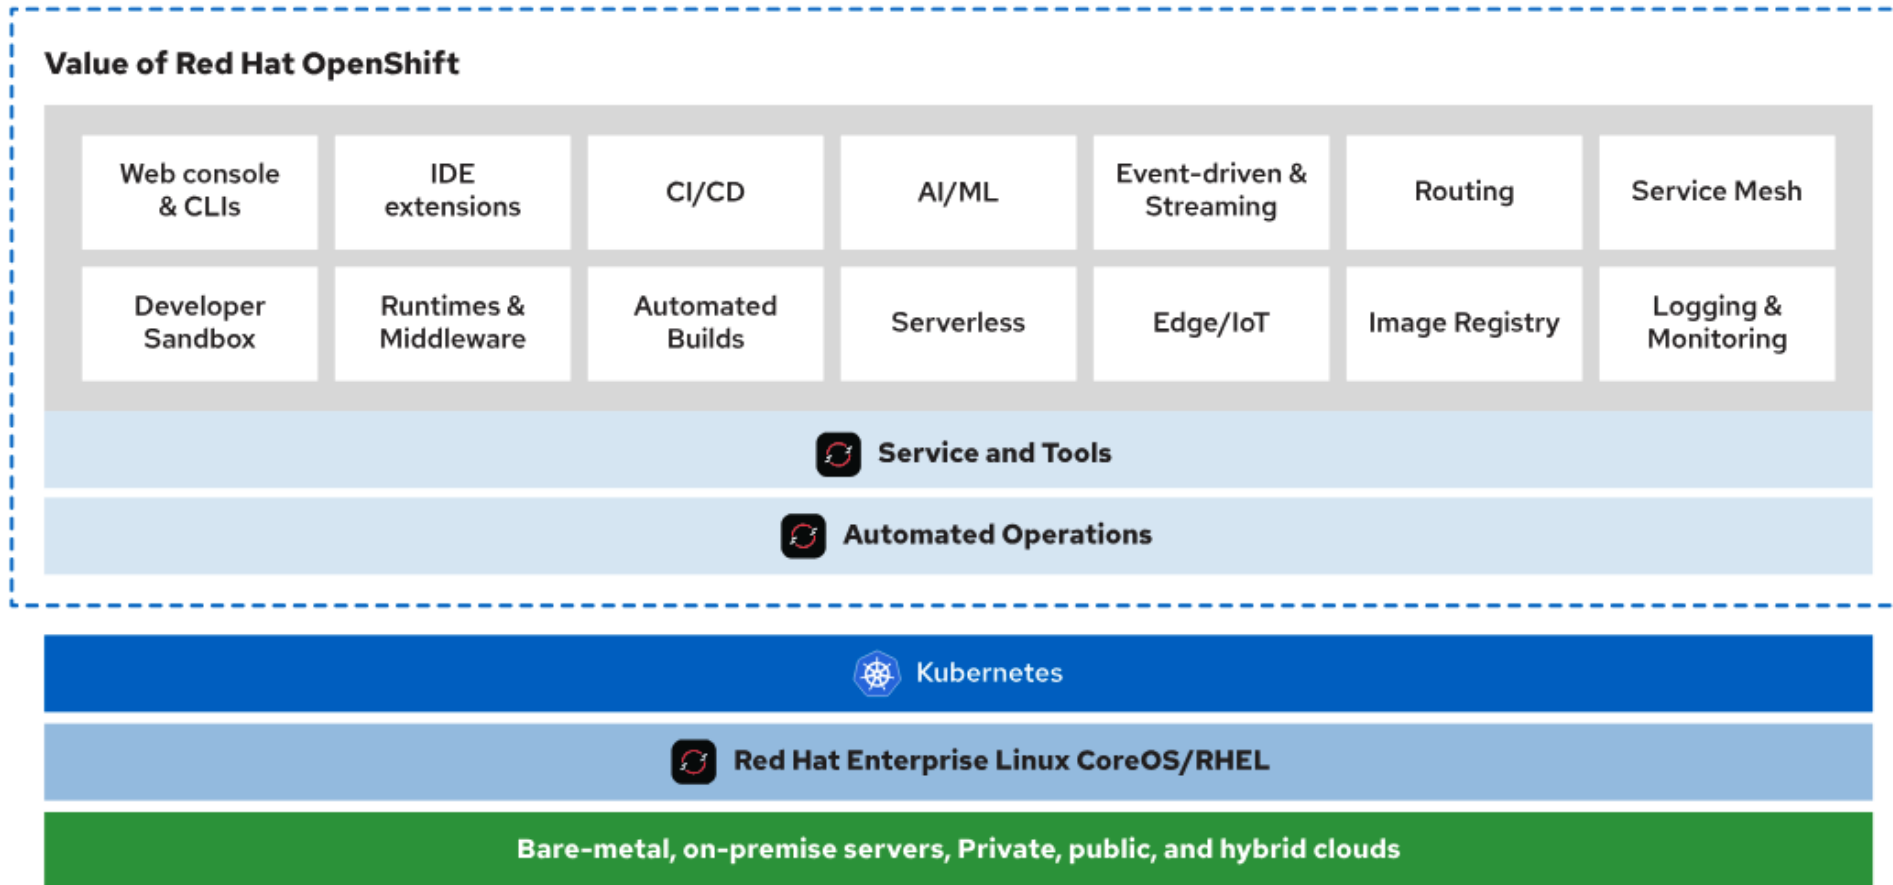 Value of Red Hat OpenShift
Web console
& CLIs
IDE
extensions
CI/CD
AI/ML
Event-driven &
Streaming
Routing
Service Mesh
Developer
Sandbox
Runtimes &
Middleware
Automated
Builds
Serverless
Edge/IoT
Image Registry
Logging &
Monitoring
Service and Tools
Automated Operations
Kubernetes
Red Hat Enterprise Linux CoreOS/RHEL
Bare-metal, on-premise servers, Private, public, and hybrid clouds